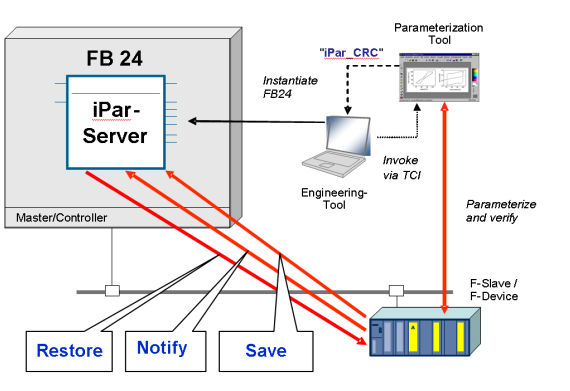 Parameterization
Tool
FB 24
"iPar_CRC"
Instantiate
FB24
iPar-
Server
Invoke
via TCI
Engineering-
Tool
Parameterize
and verify
Master/Controller
F-Slave /
F-Device
Restore
Notify
Save